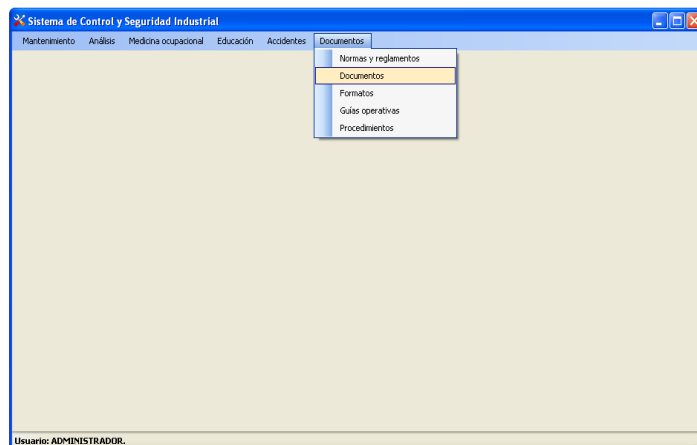 Sistema de Control y Seguridad Industrial
Mantenimiento Análisis Medicina ocupacional Educación Accidentes Documentos
Normas y reglamentos
Documentos
Formatos
Guías operativas
Procedimientos
Usuario: ADMINISTRADOR.